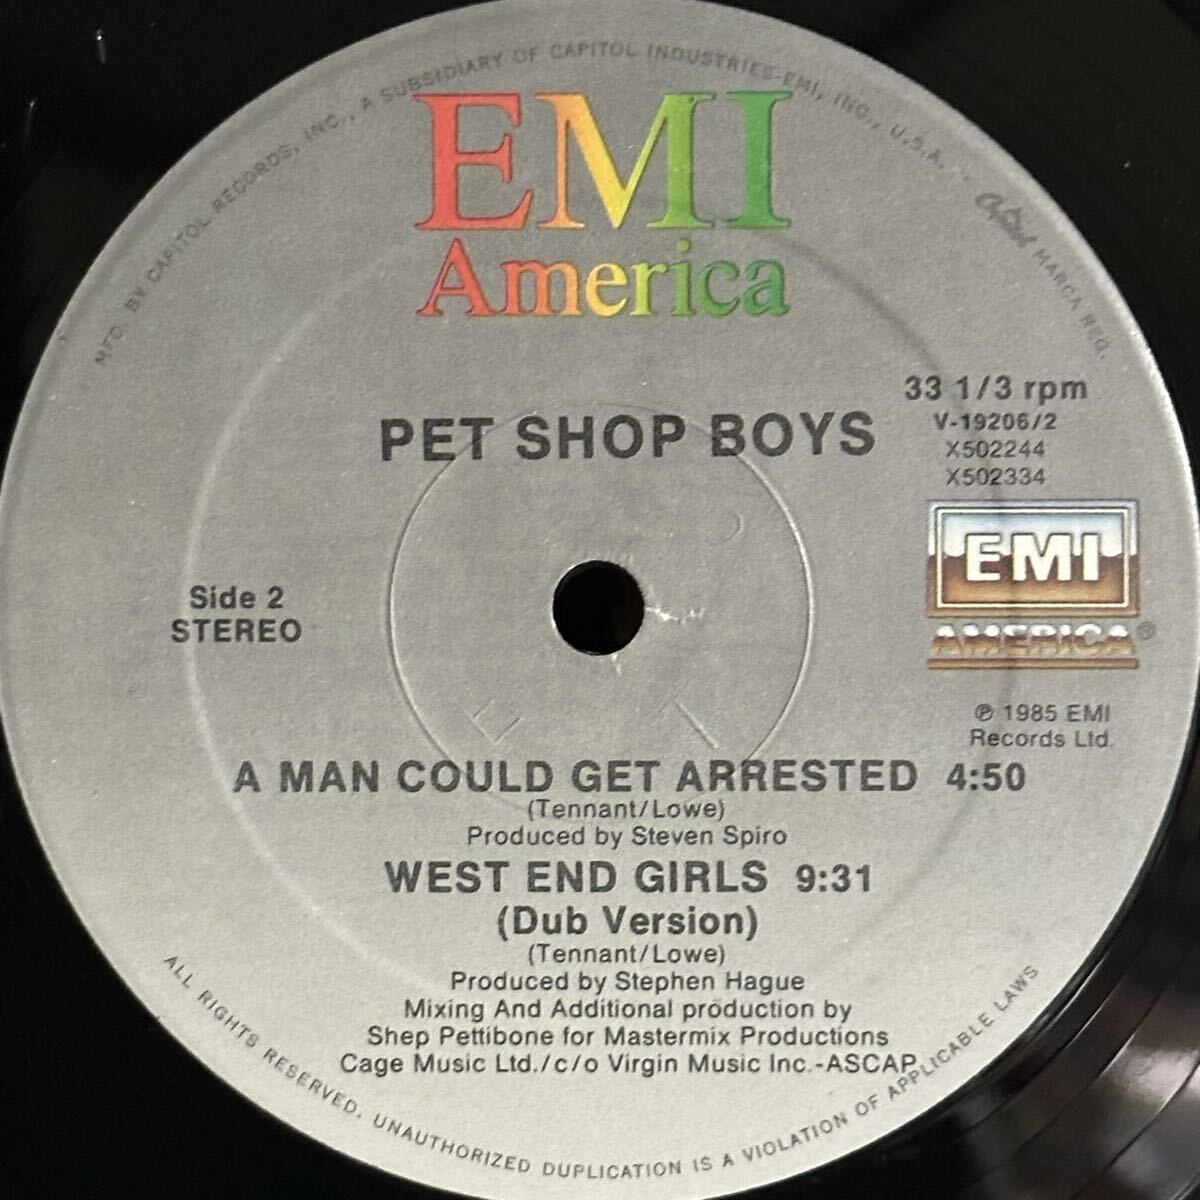 MFD. BY CAPITOL RECORDS, INC., A SUBSIDIARY OF CAPITOL INDUSTRIES-EMI, INC., U.S.A. . Capitol MARCA REG.
EMI
America
33 1/3 rpm
PET SHOP BOYS
V-19206/2
X502244
X502334
EMI
AMERICA®
Side 2
STEREO
℗ 1985 EMI
Records Ltd.
A MAN COULD GET ARRESTED 4:50
(Tennant/Lowe)
Produced by Steven Spiro
WEST END GIRLS 9:31
(Dub Version)
(Tennant/Lowe)
Produced by Stephen Hague
Mixing And Additional production by
Shep Pettibone for Mastermix Productions
Cage Music Ltd./c/o Virgin Music Inc.-ASCAP
ALL RIGHTS RESERVED. UNAUTHORIZED DUPLICATION IS A VIOLATION OF APPLICABLE LAWS